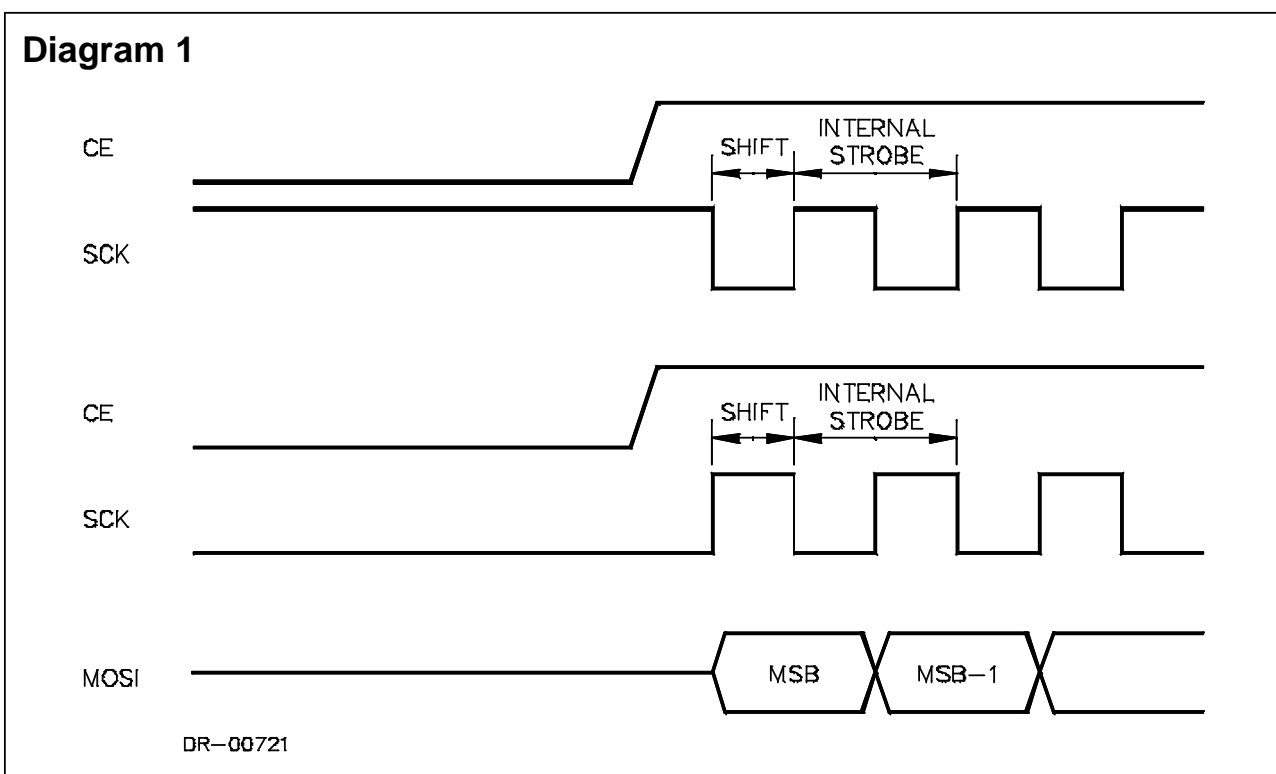 Diagram 1
CE
SHIFT
INTERNAL
STROBE
SCK
CE
SHIFT
INTERNAL
STROBE
SCK
MOSI
MSB
MSB-1
DR-00721